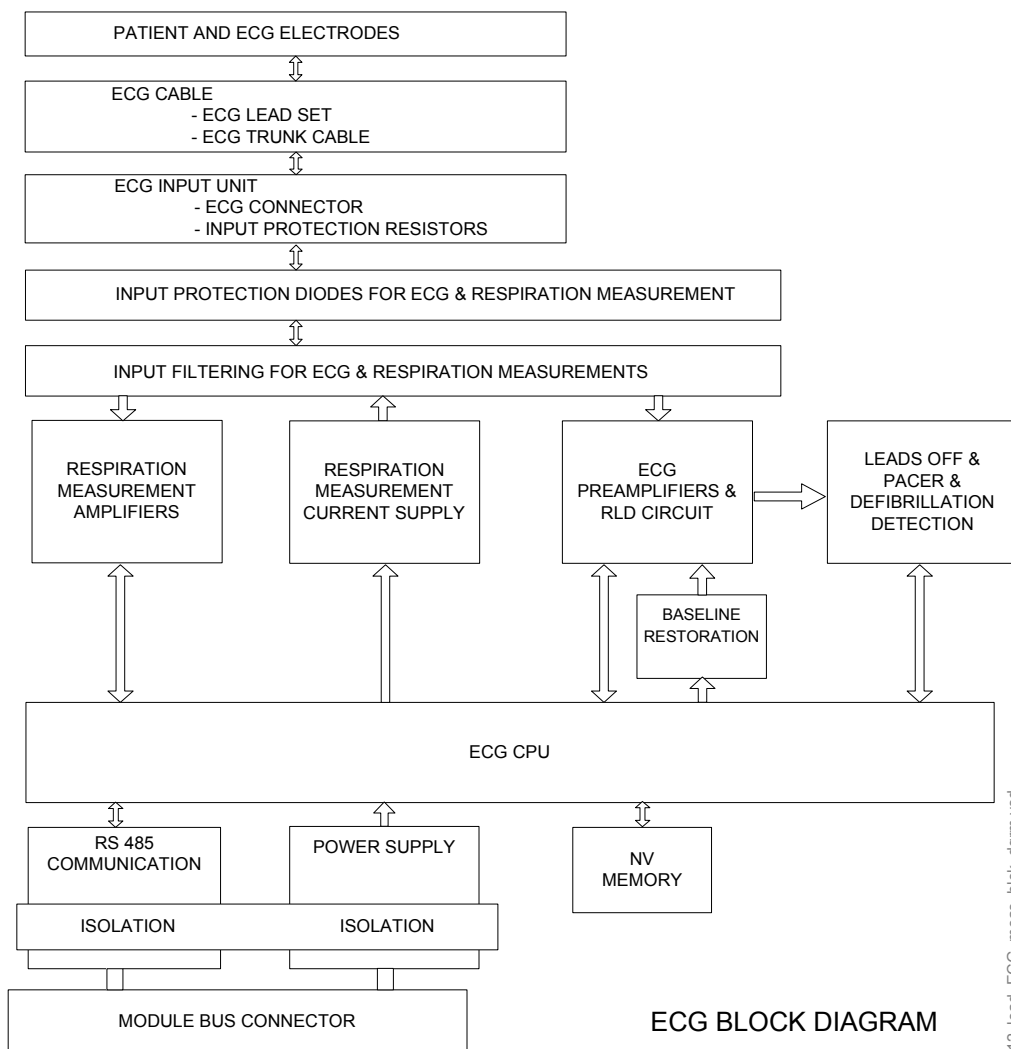 PATIENT AND ECG ELECTRODES
ECG CABLE
- ECG LEAD SET
- ECG TRUNK CABLE
ECG INPUT UNIT
- ECG CONNECTOR
- INPUT PROTECTION RESISTORS
INPUT PROTECTION DIODES FOR ECG & RESPIRATION MEASUREMENT
INPUT FILTERING FOR ECG & RESPIRATION MEASUREMENTS
RESPIRATION
MEASUREMENT
AMPLIFIERS
RESPIRATION
MEASUREMENT
CURRENT SUPPLY
ECG
PREAMPLIFIERS &
RLD CIRCUIT
LEADS OFF &
PACER &
DEFIBRILLATION
DETECTION
BASELINE
RESTORATION
ECG CPU
RS 485
COMMUNICATION
POWER SUPPLY
NV
MEMORY
ISOLATION
ISOLATION
MODULE BUS CONNECTOR
ECG BLOCK DIAGRAM